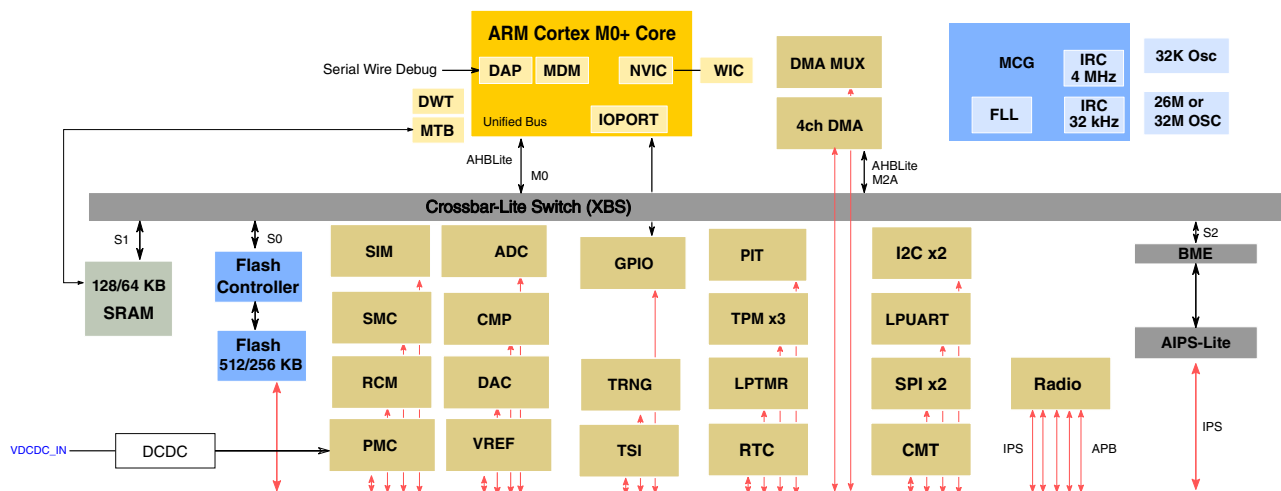 ARM Cortex M0+ Core
Serial Wire Debug
DAP
MDM
NVIC
WIC
DWT
MTB
Unified Bus
IOPORT
DMA MUX
4ch DMA
MCG
IRC
4 MHz
FLL
IRC
32 kHz
32K Osc
26M or
32M OSC
AHBLite
M0
AHBLite
M2A
Crossbar-Lite Switch (XBS)
S1
S0
S2
128/64 KB
SRAM
Flash
Controller
Flash
512/256 KB
SIM
ADC
GPIO
PIT
I2C x2
BME
SMC
CMP
TPM x3
LPUART
AIPS-Lite
RCM
DAC
TRNG
LPTMR
SPI x2
Radio
VDCDC_IN
DCDC
PMC
VREF
TSI
RTC
CMT
IPS
APB
IPS